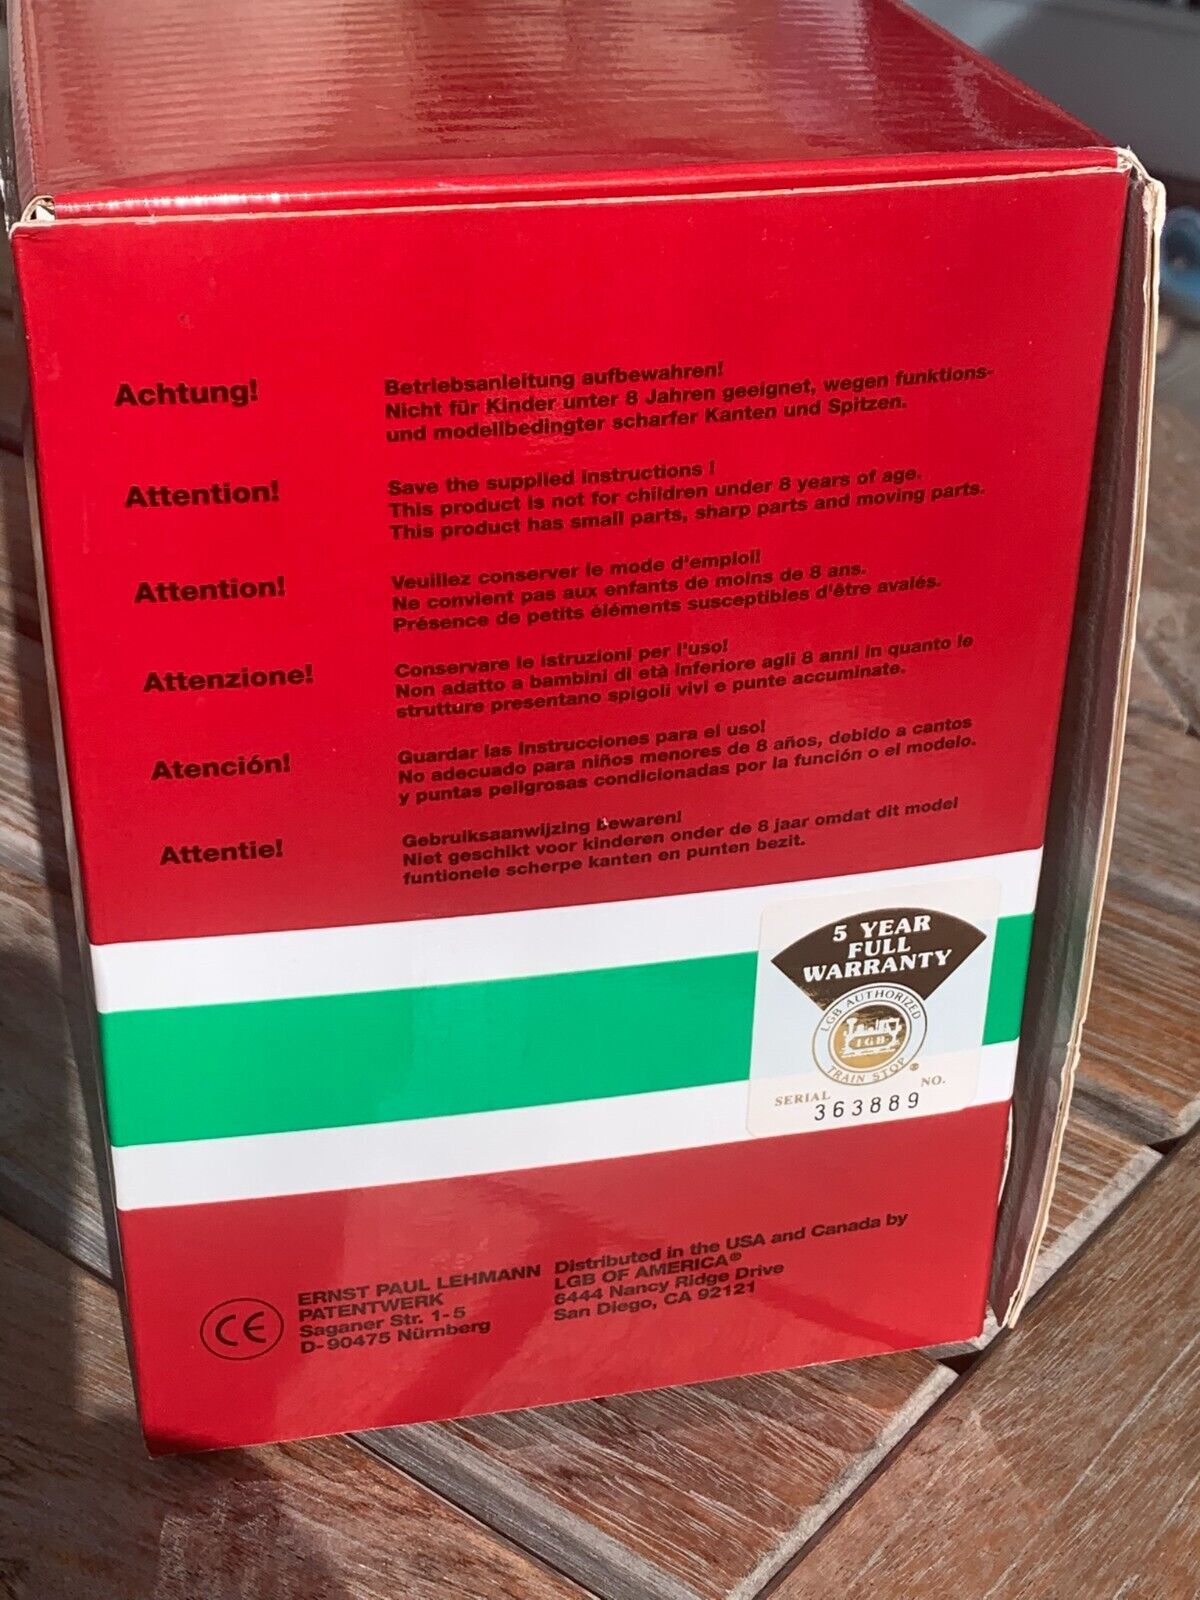 Achtung!
Betriebsanleitung aufbewahren!
Nicht für Kinder unter 8 Jahren geeignet, wegen funktions-
und modellbedingter scharfer Kanten und Spitzen.
Attention!
Save the supplied instructions !
This product is not for children under 8 years of age.
This product has small parts, sharp parts and moving parts.
Attention!
Veuillez conserver le mode d'emploi!
Ne convient pas aux enfants de moins de 8 ans.
Présence de petits éléments susceptibles d'être avalés.
Attenzione!
Conservare le istruzioni per l'uso!
Non adatto a bambini di età inferiore agli 8 anni in quanto le
strutture presentano spigoli vivi e punte accuminate.
Atención!
Guardar las instrucciones para el uso!
No adecuado para niños menores de 8 años, debido a cantos
y puntas peligrosas condicionadas por la función o el modelo.
Attentie!
Gebruiksaanwijzing bewaren!
Niet geschikt voor kinderen onder de 8 jaar omdat dit model
funtionele scherpe kanten en punten bezit.
5 YEAR
FULL
WARRANTY
LGB AUTHORIZED
LGB
TRAIN STOP ®
SERIAL NO.
363889
CE
ERNST PAUL LEHMANN
PATENTWERK
Saganer Str. 1-5
D-90475 Nürnberg
Distributed in the USA and Canada by
LGB OF AMERICA®
6444 Nancy Ridge Drive
San Diego, CA 92121